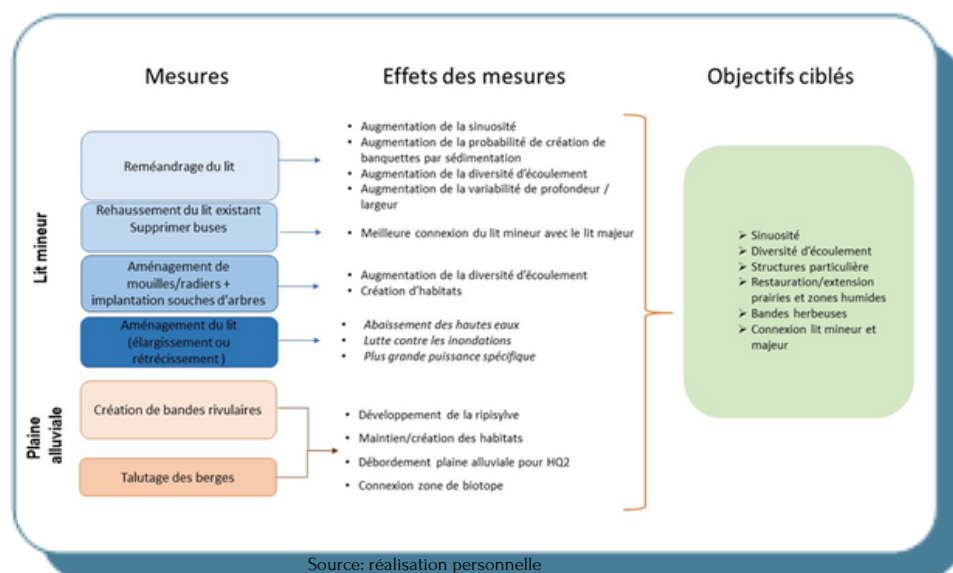 Mesures
Effets des mesures
Objectifs ciblés
Lit mineur
Reméandrage du lit
• Augmentation de la sinuosité
• Augmentation de la probabilité de création de
banquettes par sédimentation
• Augmentation de la diversité d'écoulement
• Augmentation de la variabilité de profondeur /
largeur
Rehaussement du lit existant
Supprimer buses
• Meilleure connexion du lit mineur avec le lit majeur
Aménagement de
mouilles/radiers +
implantation souches d'arbres
• Augmentation de la diversité d'écoulement
• Création d'habitats
Aménagement du lit
(élargissement ou
rétrécissement )
• Abaissement des hautes eaux
• Lutte contre les inondations
• Plus grande puissance spécifique
Plaine
alluviale
Création de bandes rivulaires
Talutage des berges
• Développement de la ripisylve
• Maintien/création des habitats
• Débordement plaine alluviale pour HQ2
• Connexion zone de biotope
➢ Sinuosité
➢ Diversité d'écoulement
➢ Structures particulière
➢ Restauration/extension
prairies et zones humides
➢ Bandes herbeuses
➢ Connexion lit mineur et
majeur
Source: réalisation personnelle